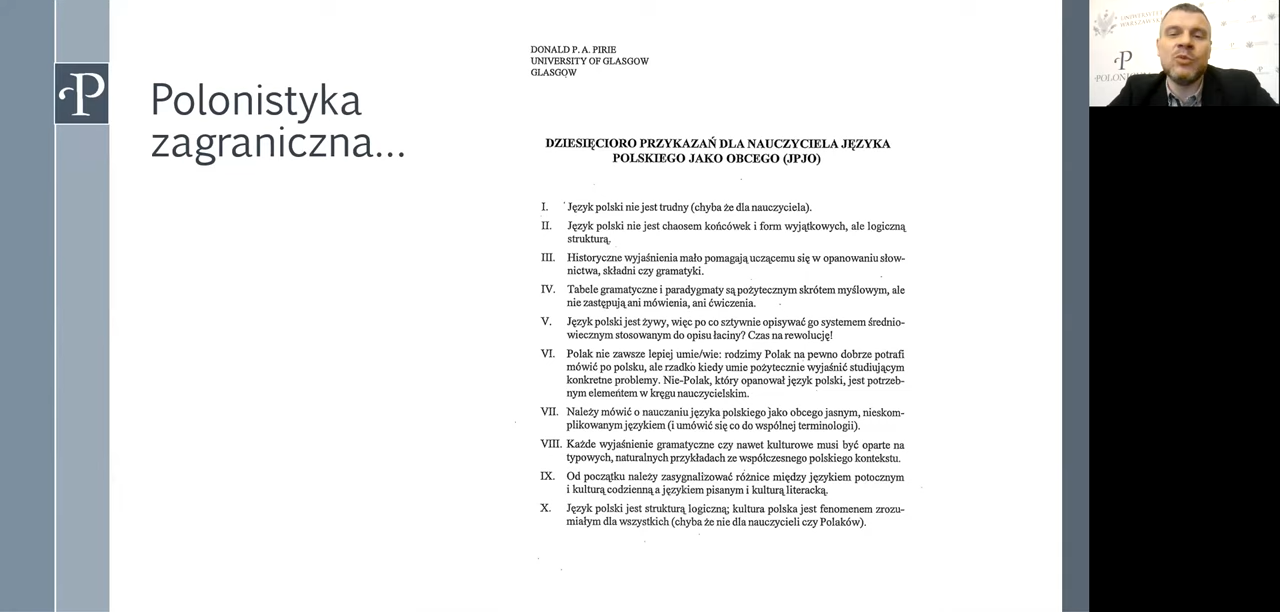 Polonistyka
zagraniczna...
DONALD P. A. PIRIE
UNIVERSITY OF GLASGOW
GLASGOW
DZIESIĘCIORO PRZYKAZAŃ DLA NAUCZYCIELA JĘZYKA
POLSKIEGO JAKO OBCEGO (JPJO)
I. Język polski nie jest trudny (chyba że dla nauczyciela).
II. Język polski nie jest chaosem końcówek i form wyjątkowych, ale logiczną
strukturą.
III. Historyczne wyjaśnienia mało pomagają uczącemu się w opanowaniu słow-
nictwa, składni czy gramatyki.
IV. Tabele gramatyczne i paradygmaty są pożytecznym skrótem myślowym, ale
nie zastępują ani mówienia, ani ćwiczenia.
V. Język polski jest żywy, więc po co sztywnie opisywać go systemem średnio-
wiecznym stosowanym do opisu łaciny? Czas na rewolucję!
VI. Polak nie zawsze lepiej umie/wie: rodzimy Polak na pewno dobrze potrafi
mówić po polsku, ale rzadko kiedy umie pożytecznie wyjaśnić studiującym
konkretne problemy. Nie-Polak, który opanował język polski, jest potrzeb-
nym elementem w kręgu nauczycielskim.
VII. Należy mówić o nauczaniu języka polskiego jako obcego jasnym, nieskom-
plikowanym językiem (i umówić się co do wspólnej terminologii).
VIII. Każde wyjaśnienie gramatyczne czy nawet kulturowe musi być oparte na
typowych, naturalnych przykładach ze współczesnego polskiego kontekstu.
IX. Od początku należy zasygnalizować różnice między językiem potocznym
i kulturą codzienną a językiem pisanym i kulturą literacką.
X. Język polski jest strukturą logiczną; kultura polska jest fenomenem zrozu-
miałym dla wszystkich (chyba że nie dla nauczycieli czy Polaków).